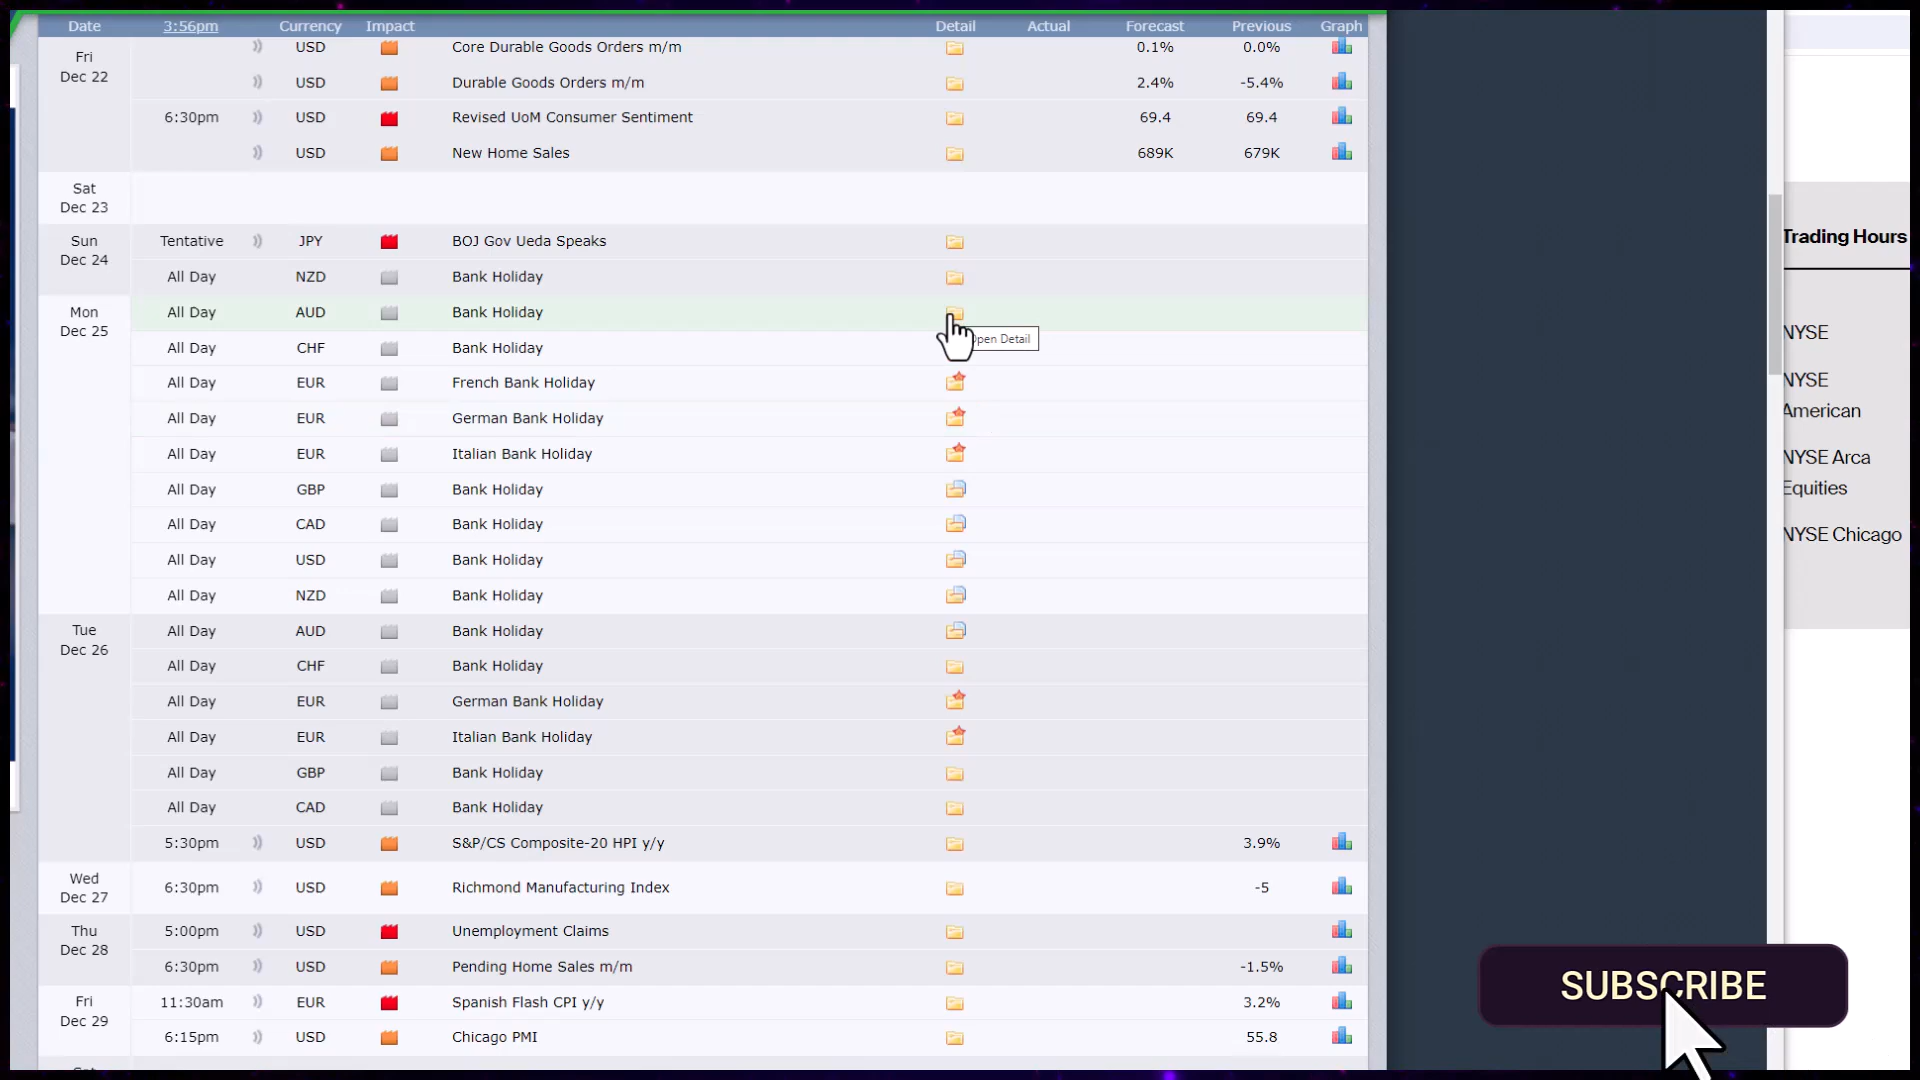 Date 3:56pm Currency Impact Detail Actual Forecast Previous Graph
Fri
Dec 22
USD Core Durable Goods Orders m/m 0.1% 0.0%
USD Durable Goods Orders m/m 2.4% -5.4%
6:30pm USD Revised UoM Consumer Sentiment 69.4 69.4
USD New Home Sales 689K 679K
Sat
Dec 23
Sun
Dec 24
Tentative JPY BOJ Gov Ueda Speaks
All Day NZD Bank Holiday
Mon
Dec 25
All Day AUD Bank Holiday
Open Detail
All Day CHF Bank Holiday
All Day EUR French Bank Holiday
All Day EUR German Bank Holiday
All Day EUR Italian Bank Holiday
All Day GBP Bank Holiday
All Day CAD Bank Holiday
All Day USD Bank Holiday
All Day NZD Bank Holiday
Tue
Dec 26
All Day AUD Bank Holiday
All Day CHF Bank Holiday
All Day EUR German Bank Holiday
All Day EUR Italian Bank Holiday
All Day GBP Bank Holiday
All Day CAD Bank Holiday
5:30pm USD S&P/CS Composite-20 HPI y/y 3.9%
Wed
Dec 27
6:30pm USD Richmond Manufacturing Index -5
Thu
Dec 28
5:00pm USD Unemployment Claims
6:30pm USD Pending Home Sales m/m -1.5%
Fri
Dec 29
11:30am EUR Spanish Flash CPI y/y 3.2%
6:15pm USD Chicago PMI 55.8
Trading Hours
NYSE
NYSE
American
NYSE Arca
Equities
NYSE Chicago
SUBSCRIBE